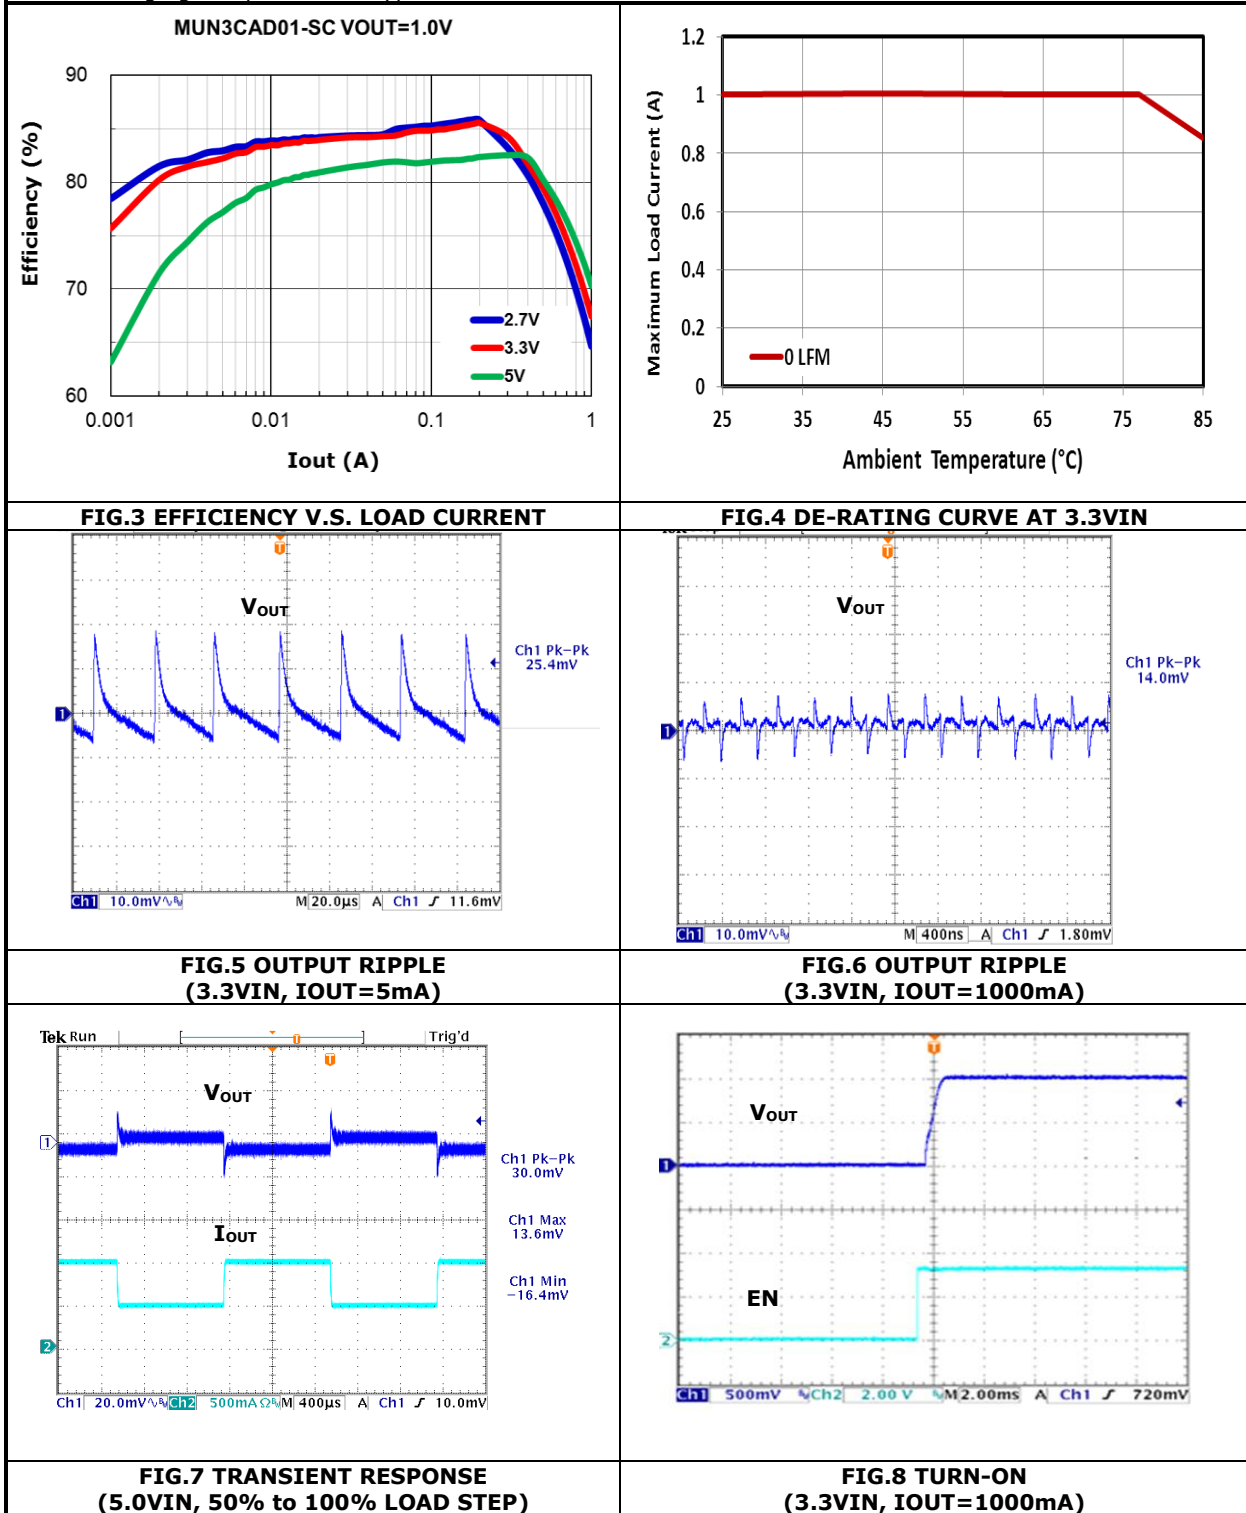 MUN3CAD01-SC VOUT=1.0V
Efficiency (%)
90
80
70
60
2.7V
3.3V
5V
0.001 0.01 0.1 1
Iout (A)
Maximum Load Current (A)
1.2
1
0.8
0.6
0.4
0.2
0
0 LFM
25 35 45 55 65 75 85
Ambient Temperature (°C)
FIG.3 EFFICIENCY V.S. LOAD CURRENT
FIG.4 DE-RATING CURVE AT 3.3VIN
T
VOUT
Ch1 Pk-Pk
25.4mV
1
Ch1 10.0mV M 20.0µs A Ch1 11.6mV
T
VOUT
Ch1 Pk-Pk
14.0mV
1
Ch1 10.0mV M 400ns A Ch1 1.80mV
FIG.5 OUTPUT RIPPLE
(3.3VIN, IOUT=5mA)
FIG.6 OUTPUT RIPPLE
(3.3VIN, IOUT=1000mA)
Tek Run Trig'd
T
T
VOUT
1
Ch1 Pk-Pk
30.0mV
Ch1 Max
13.6mV
IOUT
Ch1 Min
-16.4mV
2
Ch1 20.0mV Ch2 500mA Ω M 400µs A Ch1 10.0mV
T
VOUT
1
EN
2
Ch1 500mV Ch2 2.00 V M 2.00ms A Ch1 720mV
FIG.7 TRANSIENT RESPONSE
(5.0VIN, 50% to 100% LOAD STEP)
FIG.8 TURN-ON
(3.3VIN, IOUT=1000mA)